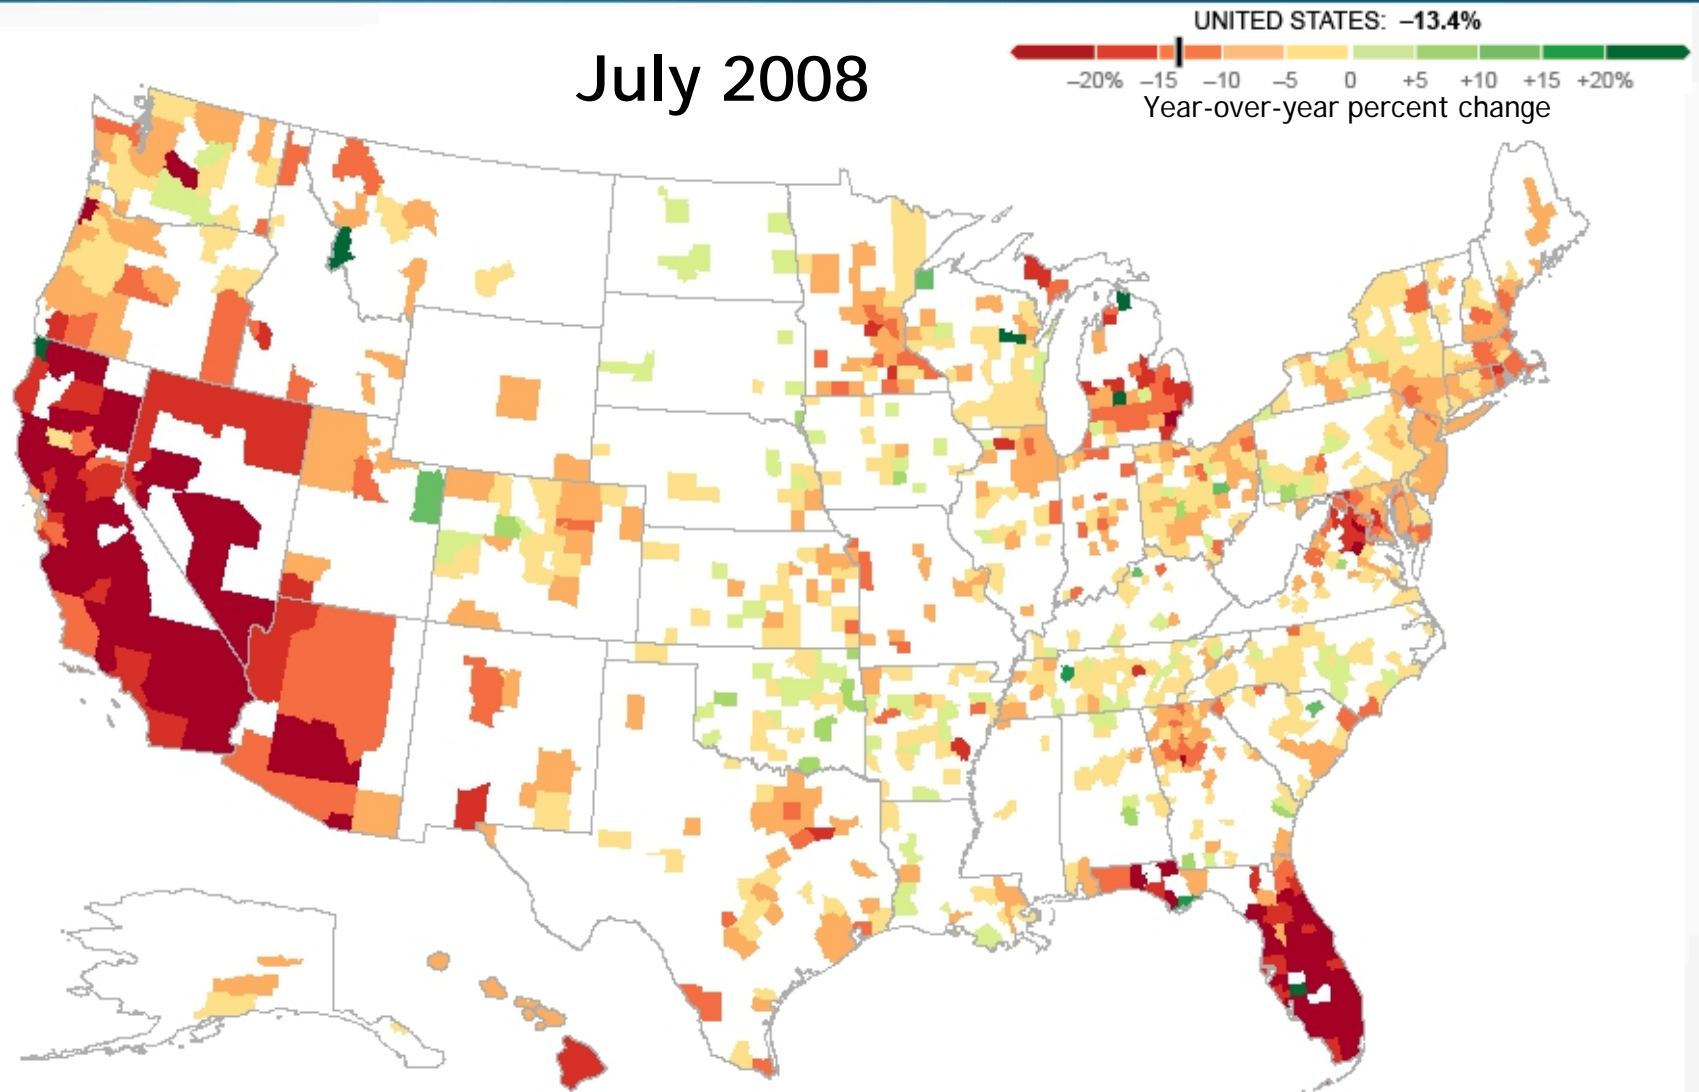 UNITED STATES: –13.4%
July 2008
–20% –15 –10 –5 0 +5 +10 +15 +20%
Year-over-year percent change